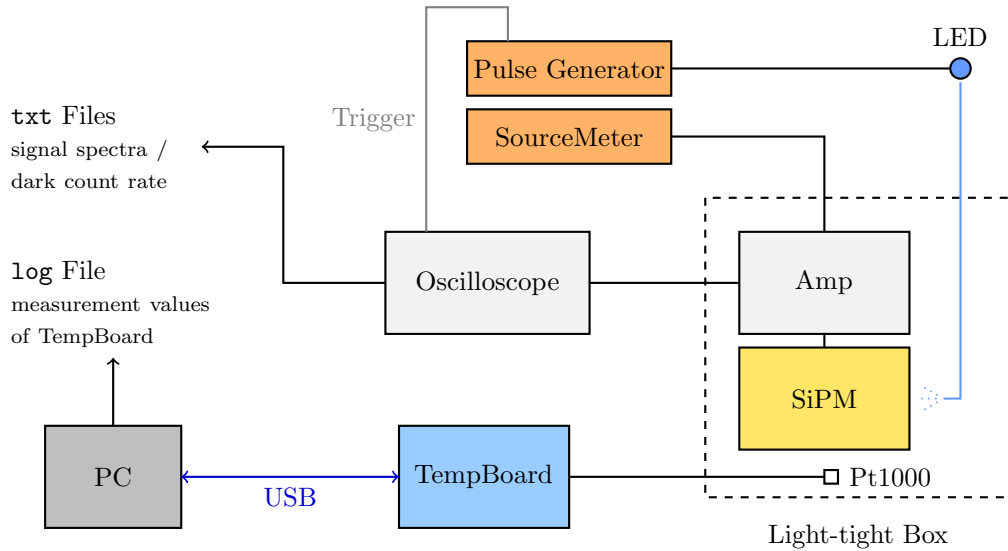 LED
Pulse Generator
Trigger
SourceMeter
txt Files
signal spectra /
dark count rate
log File
measurement values
of TempBoard
Oscilloscope
Amp
SiPM
PC
USB
TempBoard
Pt1000
Light-tight Box